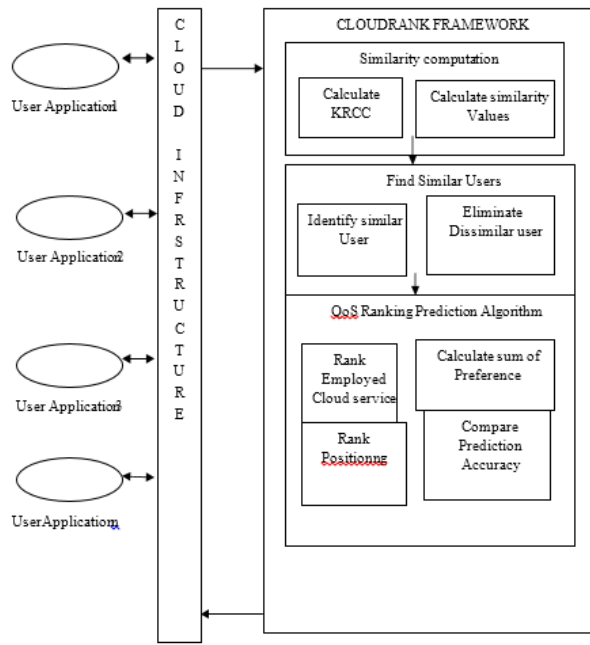 User Application1
User Application2
User Application3
UserApplicationn
C
L
O
U
D
I
N
F
R
S
T
R
U
C
T
U
R
E
CLOUDRANK FRAMEWORK
Similarity computation
Calculate
KRCC
Calculate similarity
Values
Find Similar Users
Identify similar
User
Eliminate
Dissimilar user
QoS Ranking Prediction Algorithm
Rank
Employed
Cloud service
Calculate sum of
Preference
Rank
Positionng
Compare
Prediction
Accuracy